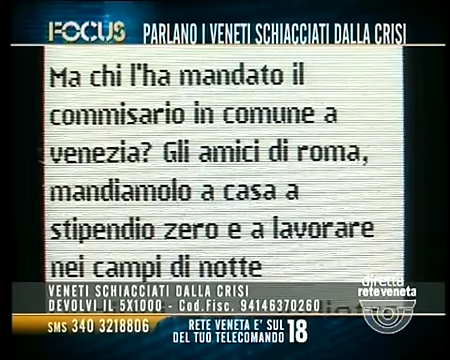 FOCUS PARLANO I VENETI SCHIACCIATI DALLA CRISI
Ma chi l'ha mandato il
commisario in comune a
venezia? Gli amici di roma,
mandiamolo a casa a
stipendio zero e a lavorare
nei campi di notte
diretta
reteveneta
VENETI SCHIACCIATI DALLA CRISI
DEVOLVI IL 5X1000 - Cod.Fisc. 94146370260
SMS 340 3218806
RETE VENETA E' SUL
DEL TUO TELECOMANDO 18